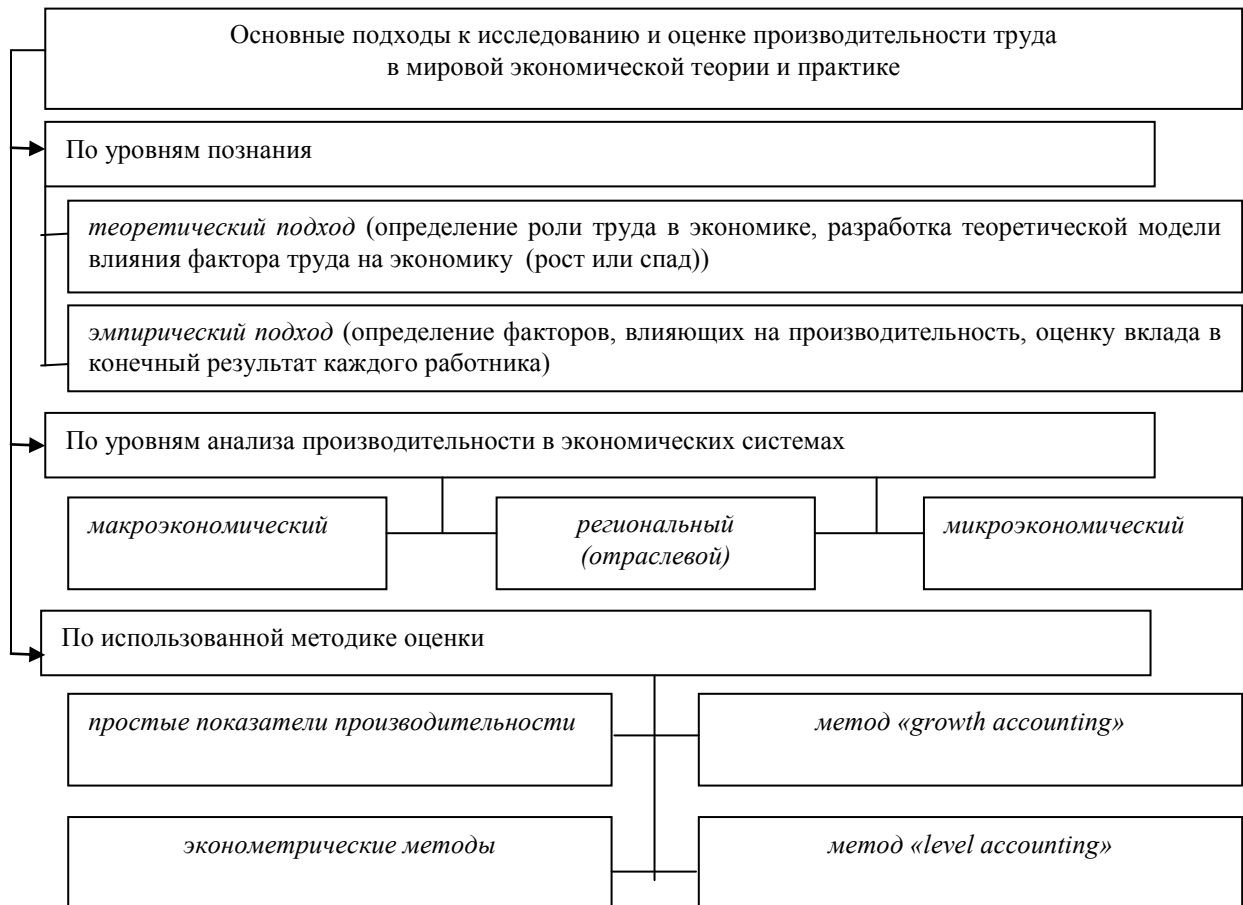 Основные подходы к исследованию и оценке производительности труда
в мировой экономической теории и практике
По уровням познания
теоретический подход (определение роли труда в экономике, разработка теоретической модели
влияния фактора труда на экономику (рост или спад))
эмпирический подход (определение факторов, влияющих на производительность, оценку вклада в
конечный результат каждого работника)
По уровням анализа производительности в экономических системах
макроэкономический
региональный
(отраслевой)
микроэкономический
По использованной методике оценки
простые показатели производительности
метод «growth accounting»
эконометрические методы
метод «level accounting»